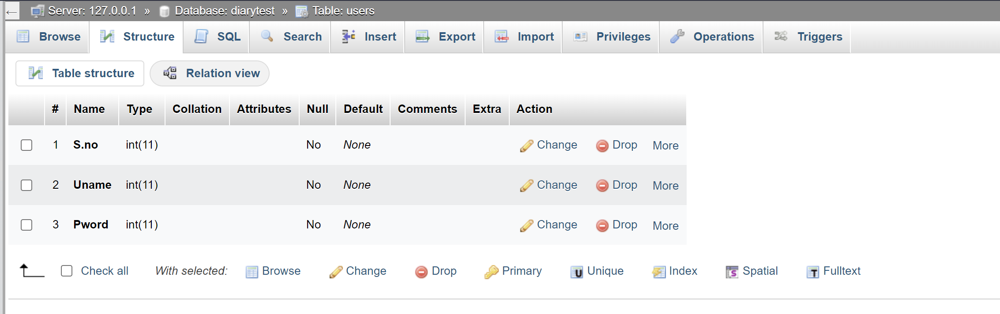 ← Server: 127.0.0.1 » Database: diarytest » Table: users
Browse Structure SQL Search Insert Export Import Privileges Operations Triggers
Table structure Relation view
# Name Type Collation Attributes Null Default Comments Extra Action
1 S.no int(11) No None Change Drop More
2 Uname int(11) No None Change Drop More
3 Pword int(11) No None Change Drop More
Check all With selected: Browse Change Drop Primary Unique Index Spatial Fulltext